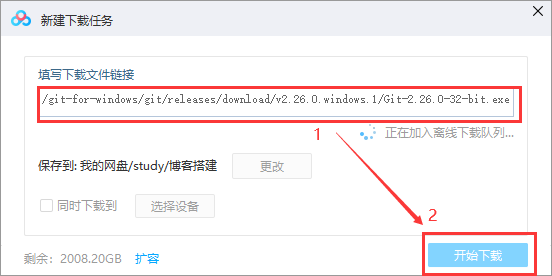 新建下载任务
填写下载文件链接
/git-for-windows/git/releases/download/v2.26.0.windows.1/Git-2.26.0-32-bit.exe
1
正在加入离线下载队列...
保存到: 我的网盘/study/博客搭建 更改
同时下载到 选择设备
2
剩余: 2008.20GB 扩容 开始下载